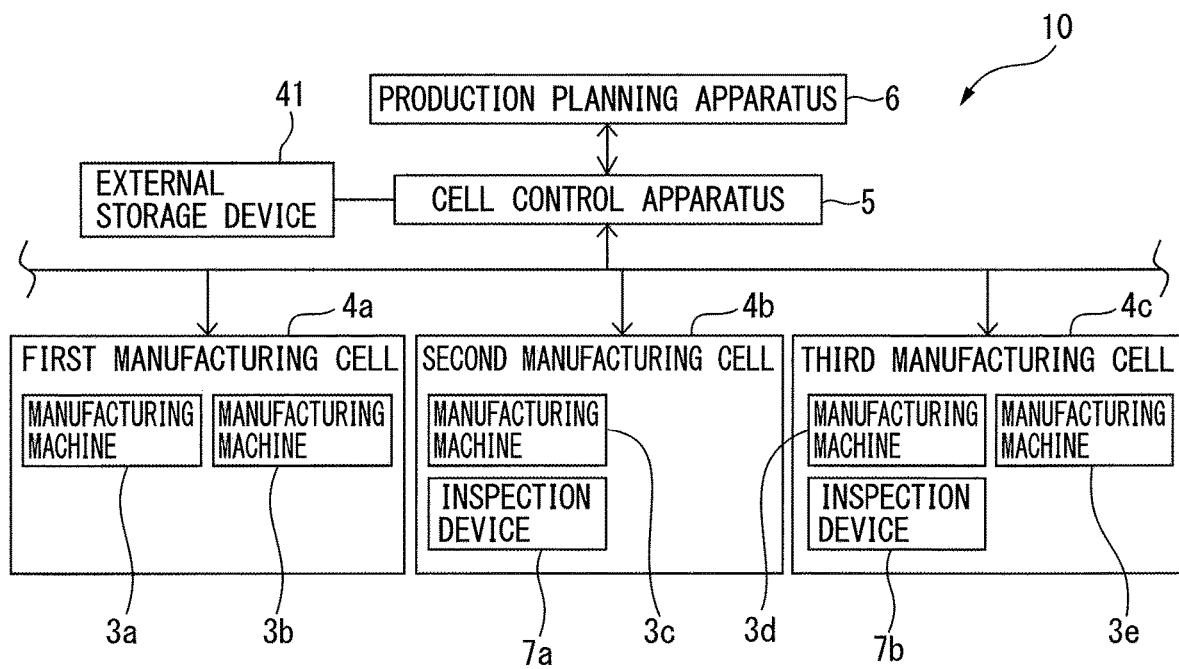 10
PRODUCTION PLANNING APPARATUS
6
41
EXTERNAL
STORAGE DEVICE
CELL CONTROL APPARATUS
5
4a
4b
4c
FIRST MANUFACTURING CELL
SECOND MANUFACTURING CELL
THIRD MANUFACTURING CELL
MANUFACTURING
MACHINE
MANUFACTURING
MACHINE
MANUFACTURING
MACHINE
MANUFACTURING
MACHINE
MANUFACTURING
MACHINE
INSPECTION
DEVICE
INSPECTION
DEVICE
3a
3b
7a
3c
3d
7b
3e